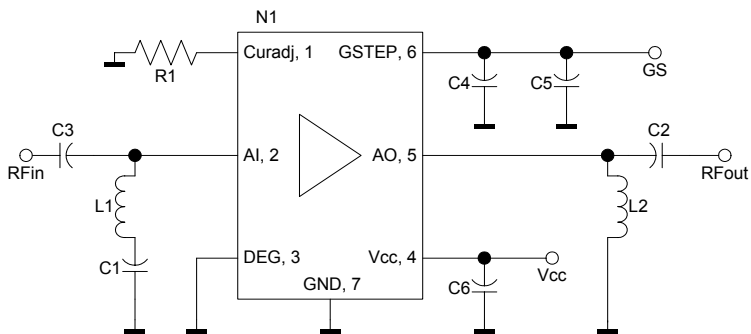 N1
Curadj, 1
GSTEP, 6
R1
C4
C5
GS
C3
C2
RFin
AI, 2
AO, 5
RFout
L1
L2
C1
DEG, 3
Vcc, 4
GND, 7
C6
Vcc